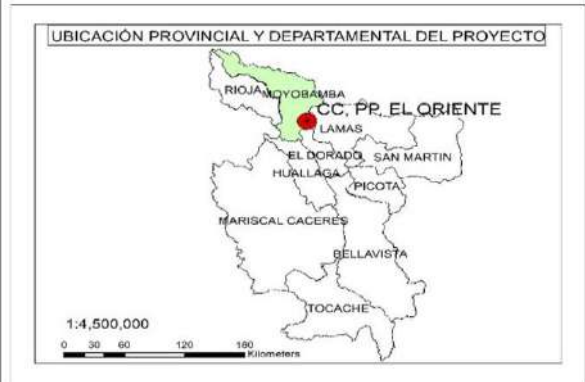 UBICACIÓN PROVINCIAL Y DEPARTAMENTAL DEL PROYECTO
RIOJA
MOYOBAMBA
CC. PP. EL ORIENTE
LAMAS
EL DORADO
SAN MARTIN
HUALLAGA
PICOTA
MARISCAL CACERES
BELLAVISTA
TOCACHE
1:4,500,000
0 30 60 120 180
Kilometers